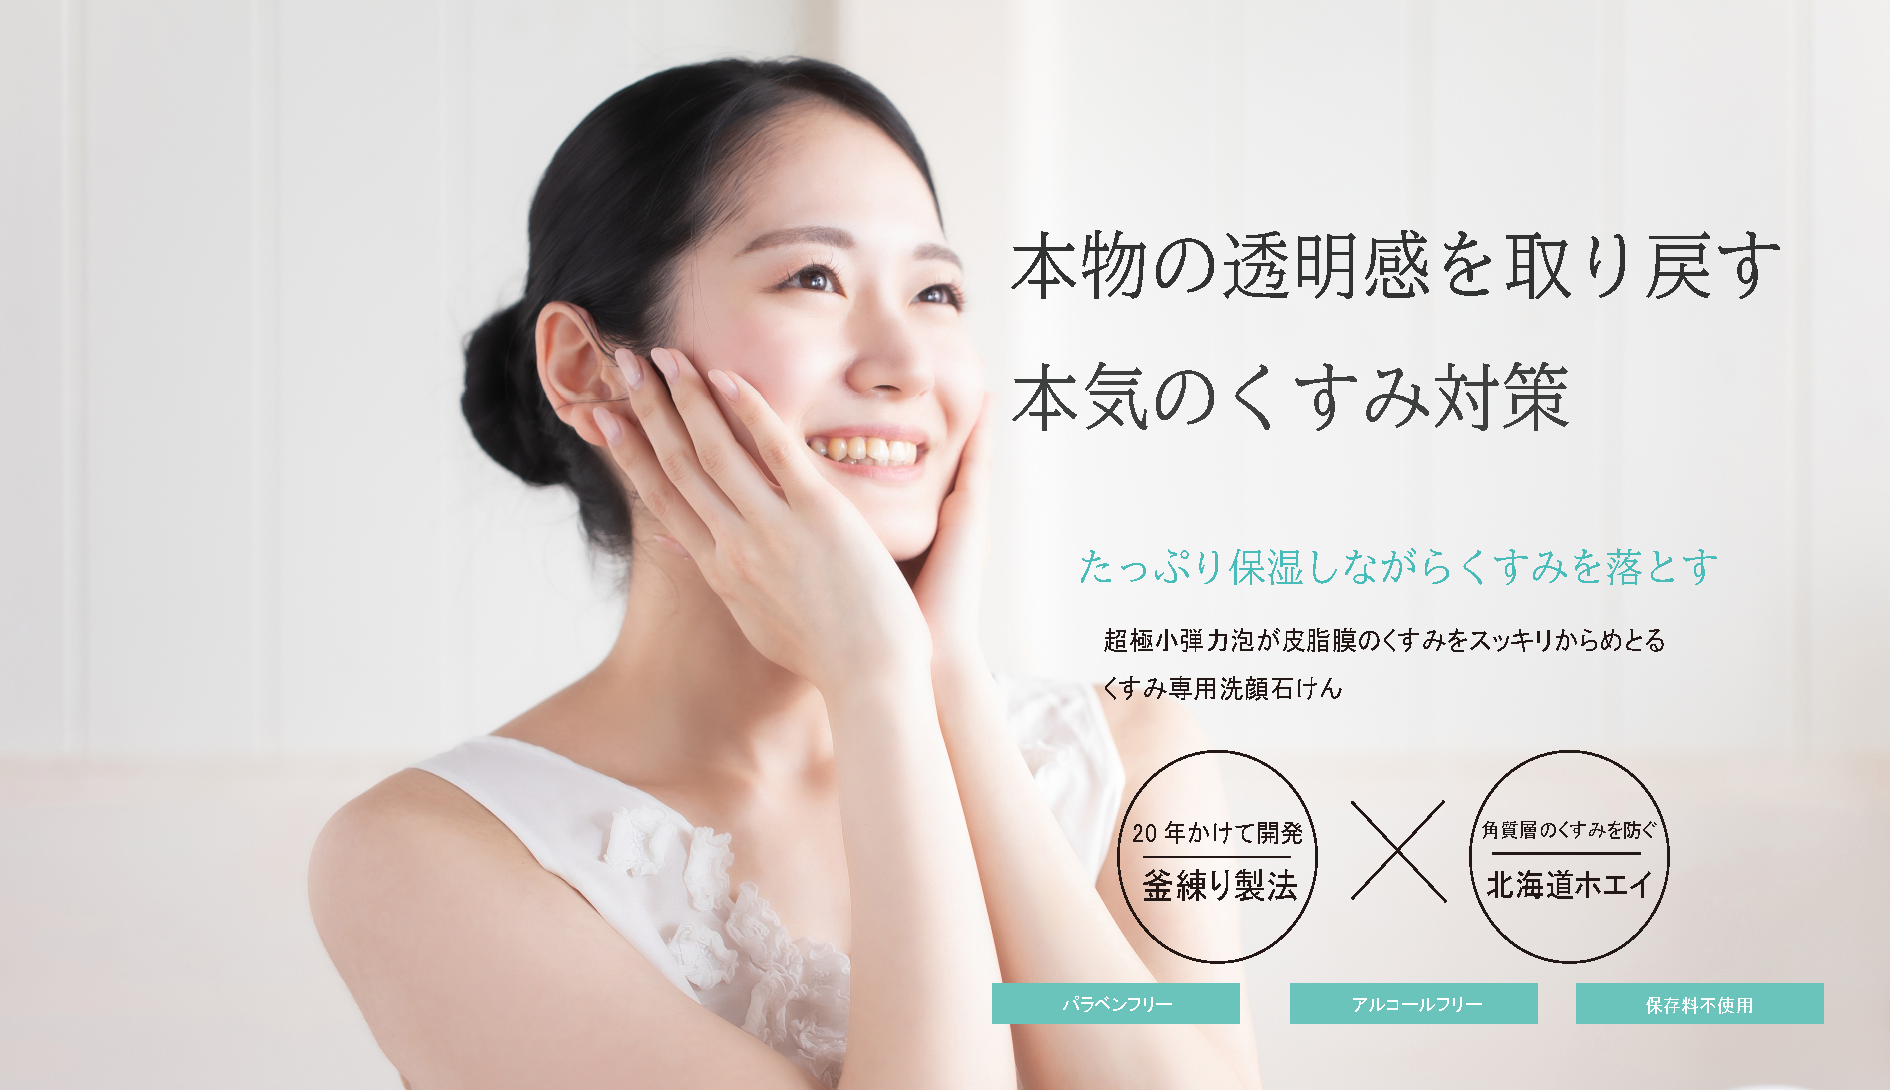 本物の透明感を取り戻す
本気のくすみ対策
たっぷり保湿しながらくすみを落とす
超極小弾力泡が皮脂膜のくすみをスッキリからめとる
くすみ専用洗顔石けん
20年かけて開発
釜練り製法
角質層のくすみを防ぐ
北海道ホエイ
パラベンフリー
アルコールフリー
保存料不使用